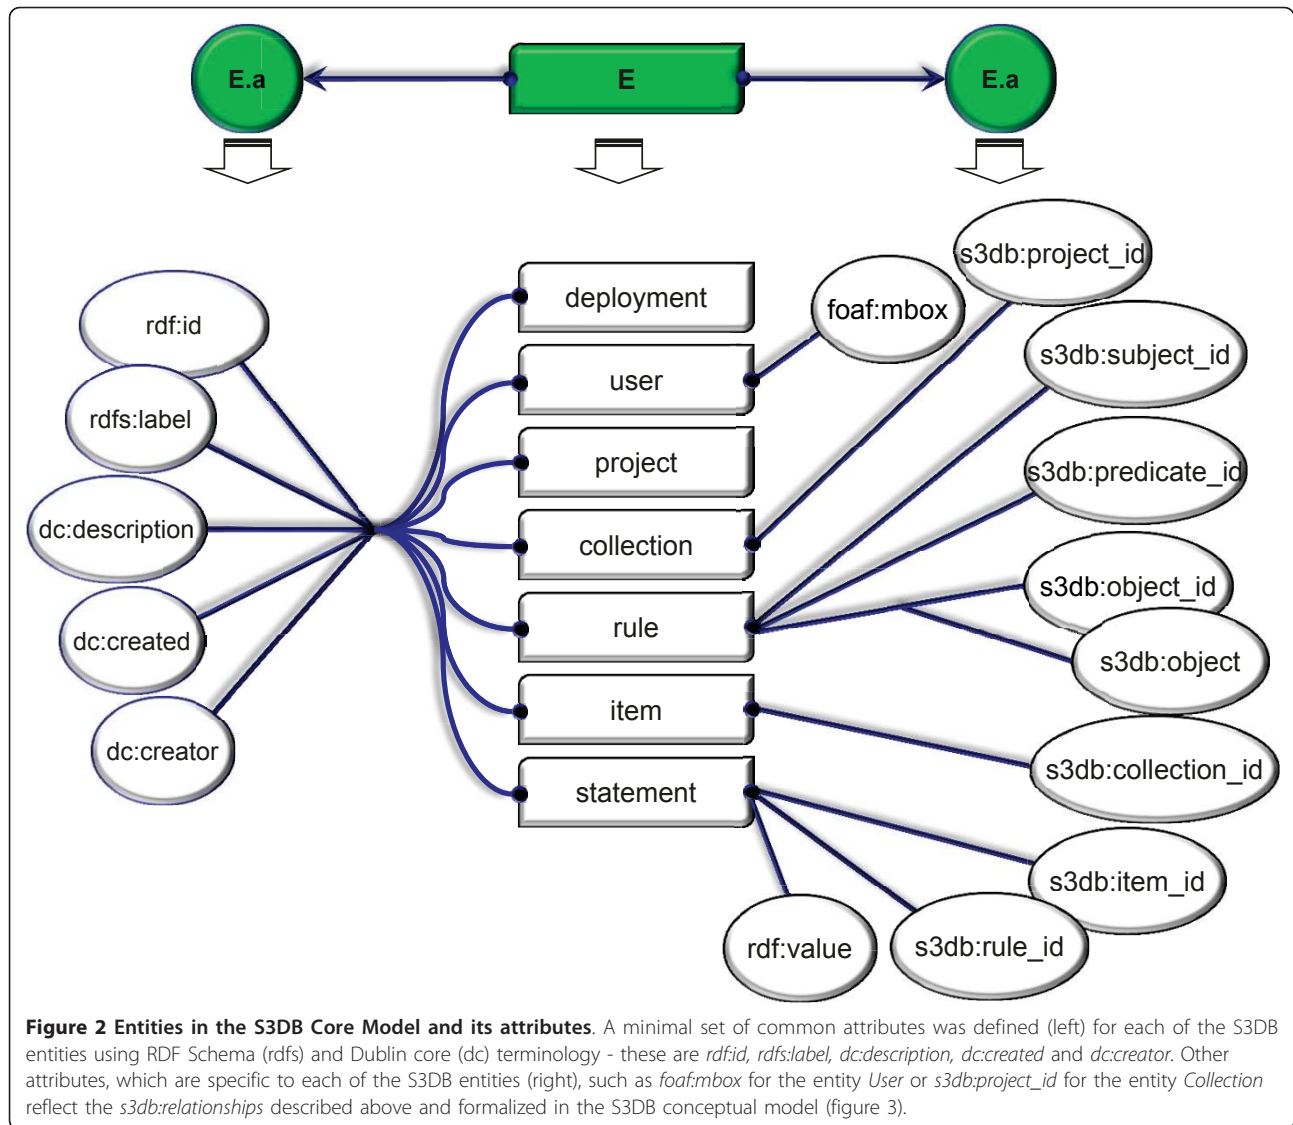 E.a
E
E.a
s3db:project_id
deployment
foaf:mbox
rdf:id
s3db:subject_id
user
rdfs:label
project
s3db:predicate_id
dc:description
collection
s3db:object_id
rule
dc:created
s3db:object
item
dc:creator
s3db:collection_id
statement
s3db:item_id
rdf:value
s3db:rule_id
Figure 2 Entities in the S3DB Core Model and its attributes. A minimal set of common attributes was defined (left) for each of the S3DB
entities using RDF Schema (rdfs) and Dublin core (dc) terminology - these are rdf:id, rdfs:label, dc:description, dc:created and dc:creator. Other
attributes, which are specific to each of the S3DB entities (right), such as foaf:mbox for the entity User or s3db:project_id for the entity Collection
reflect the s3db:relationships described above and formalized in the S3DB conceptual model (figure 3).